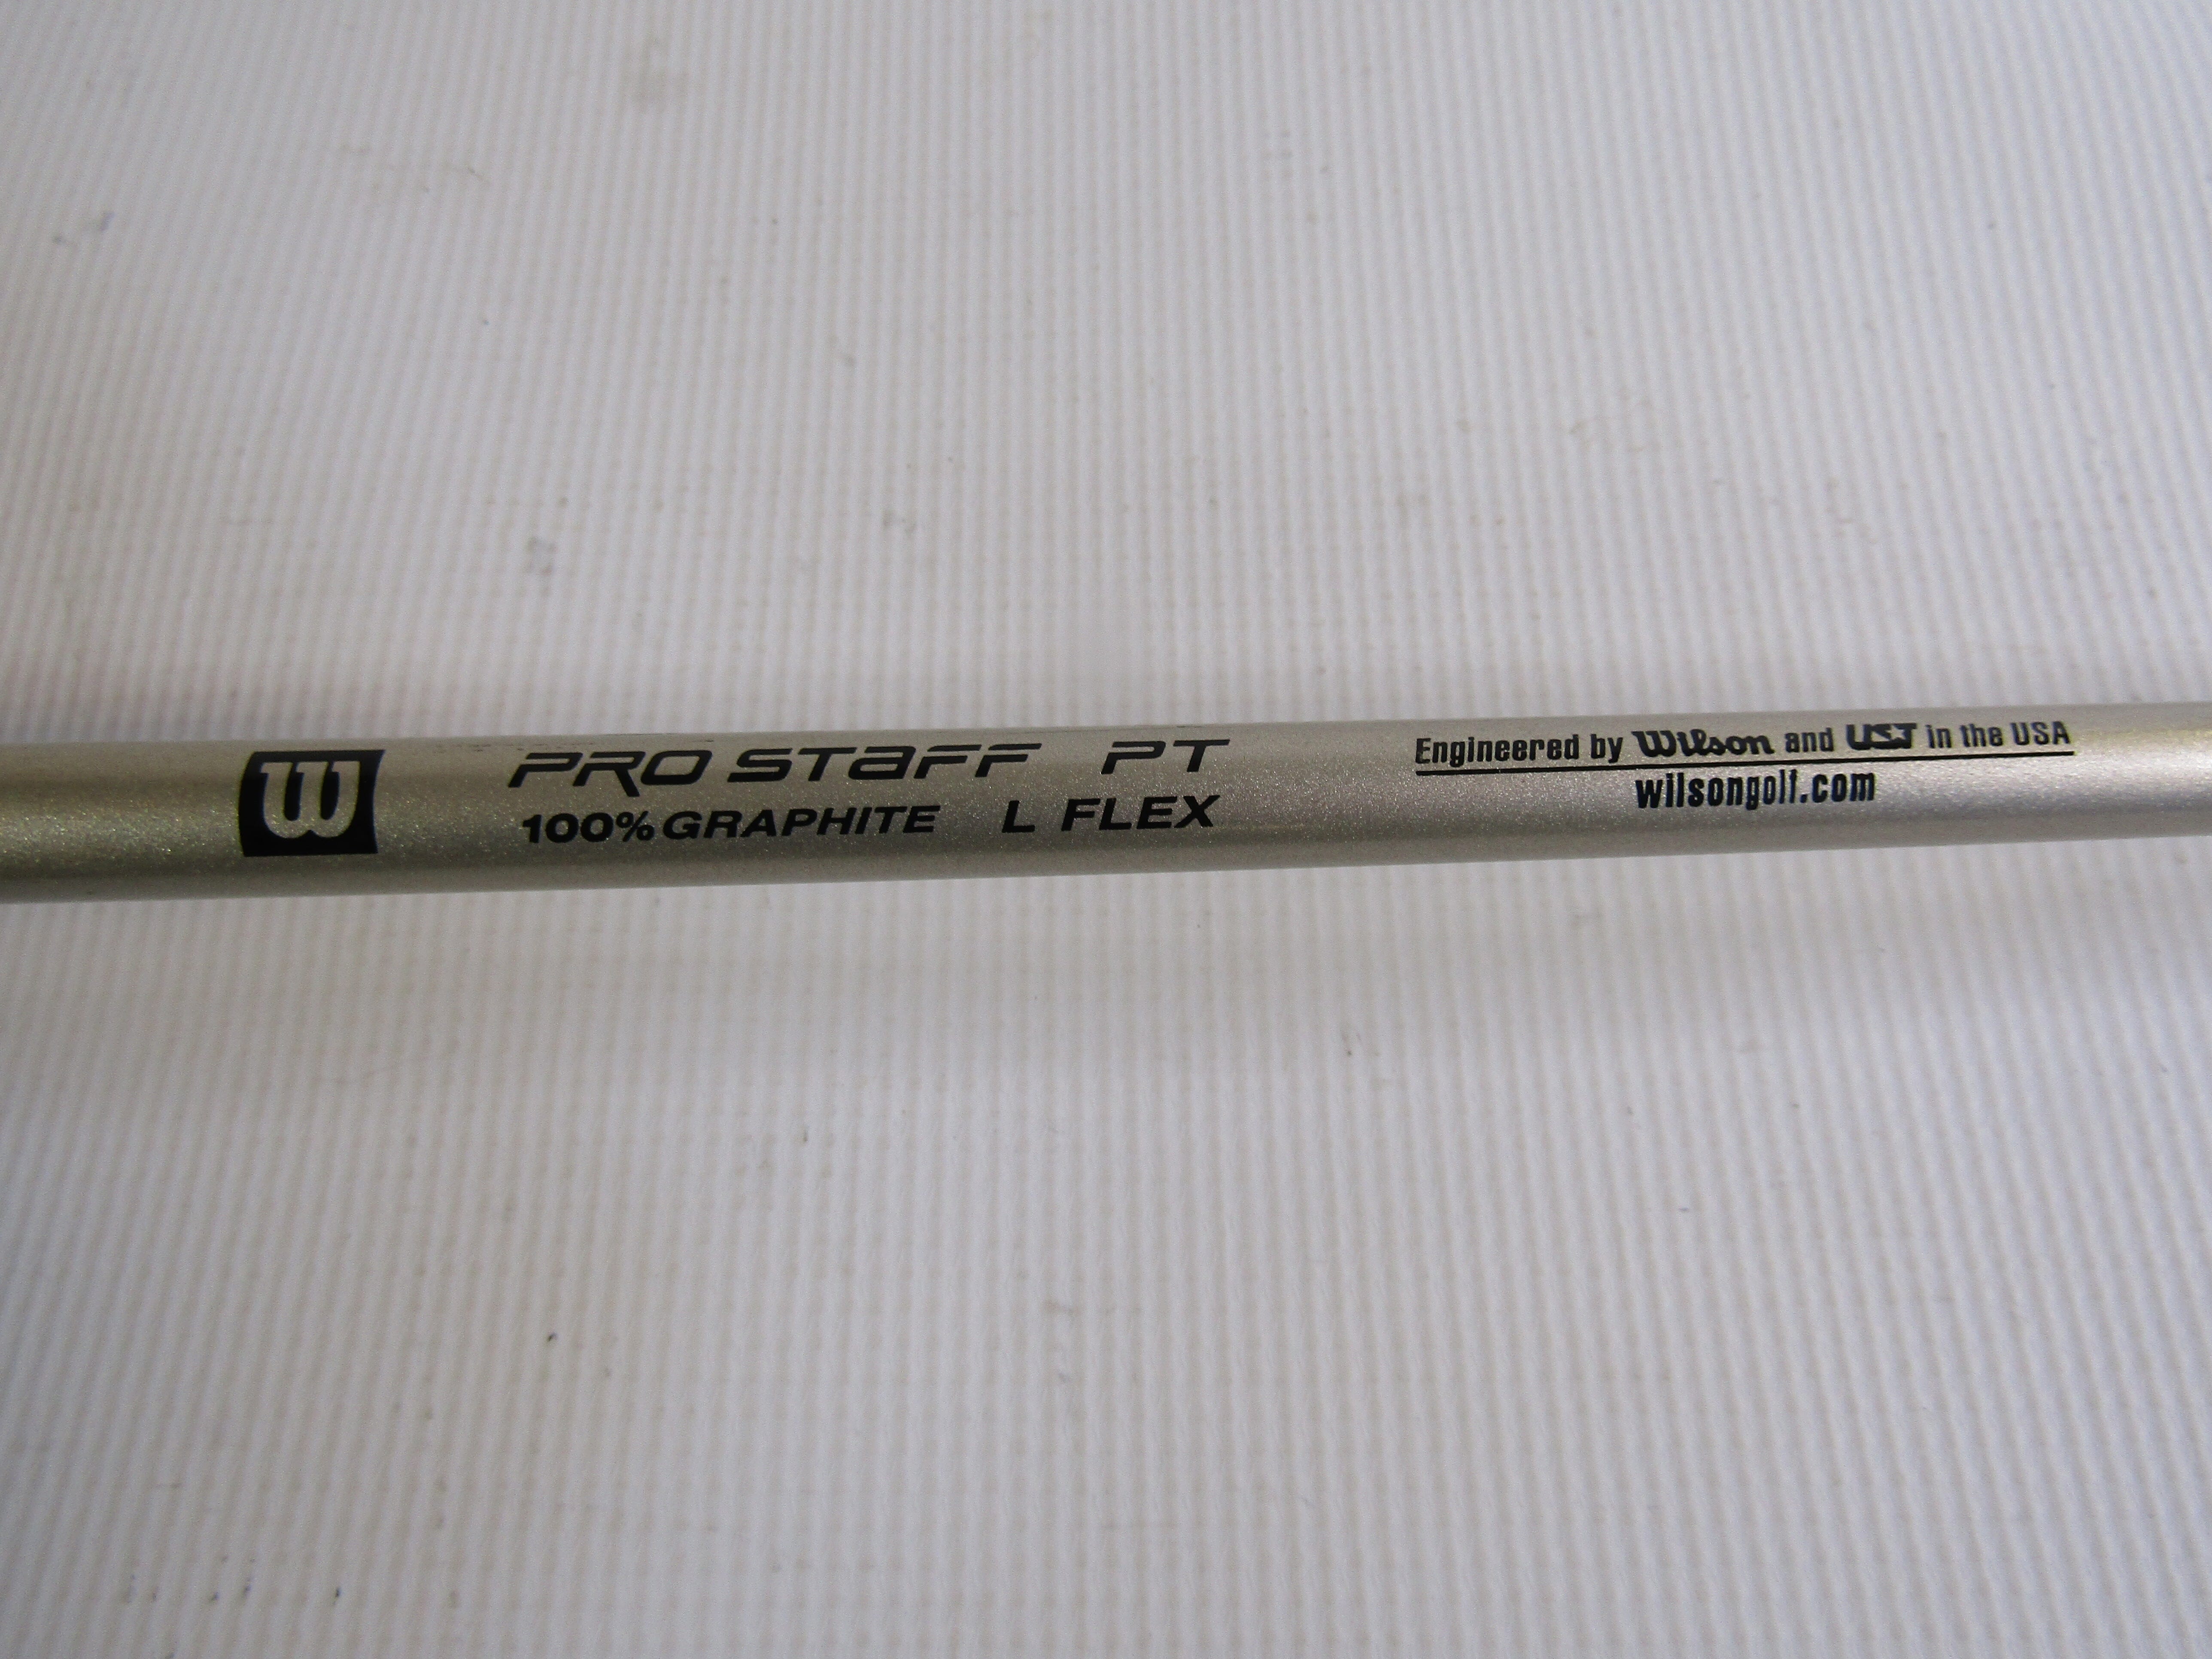 W
PRO STAFF PT
100% GRAPHITE L FLEX
Engineered by Wilson and UST in the USA
wilsongolf.com